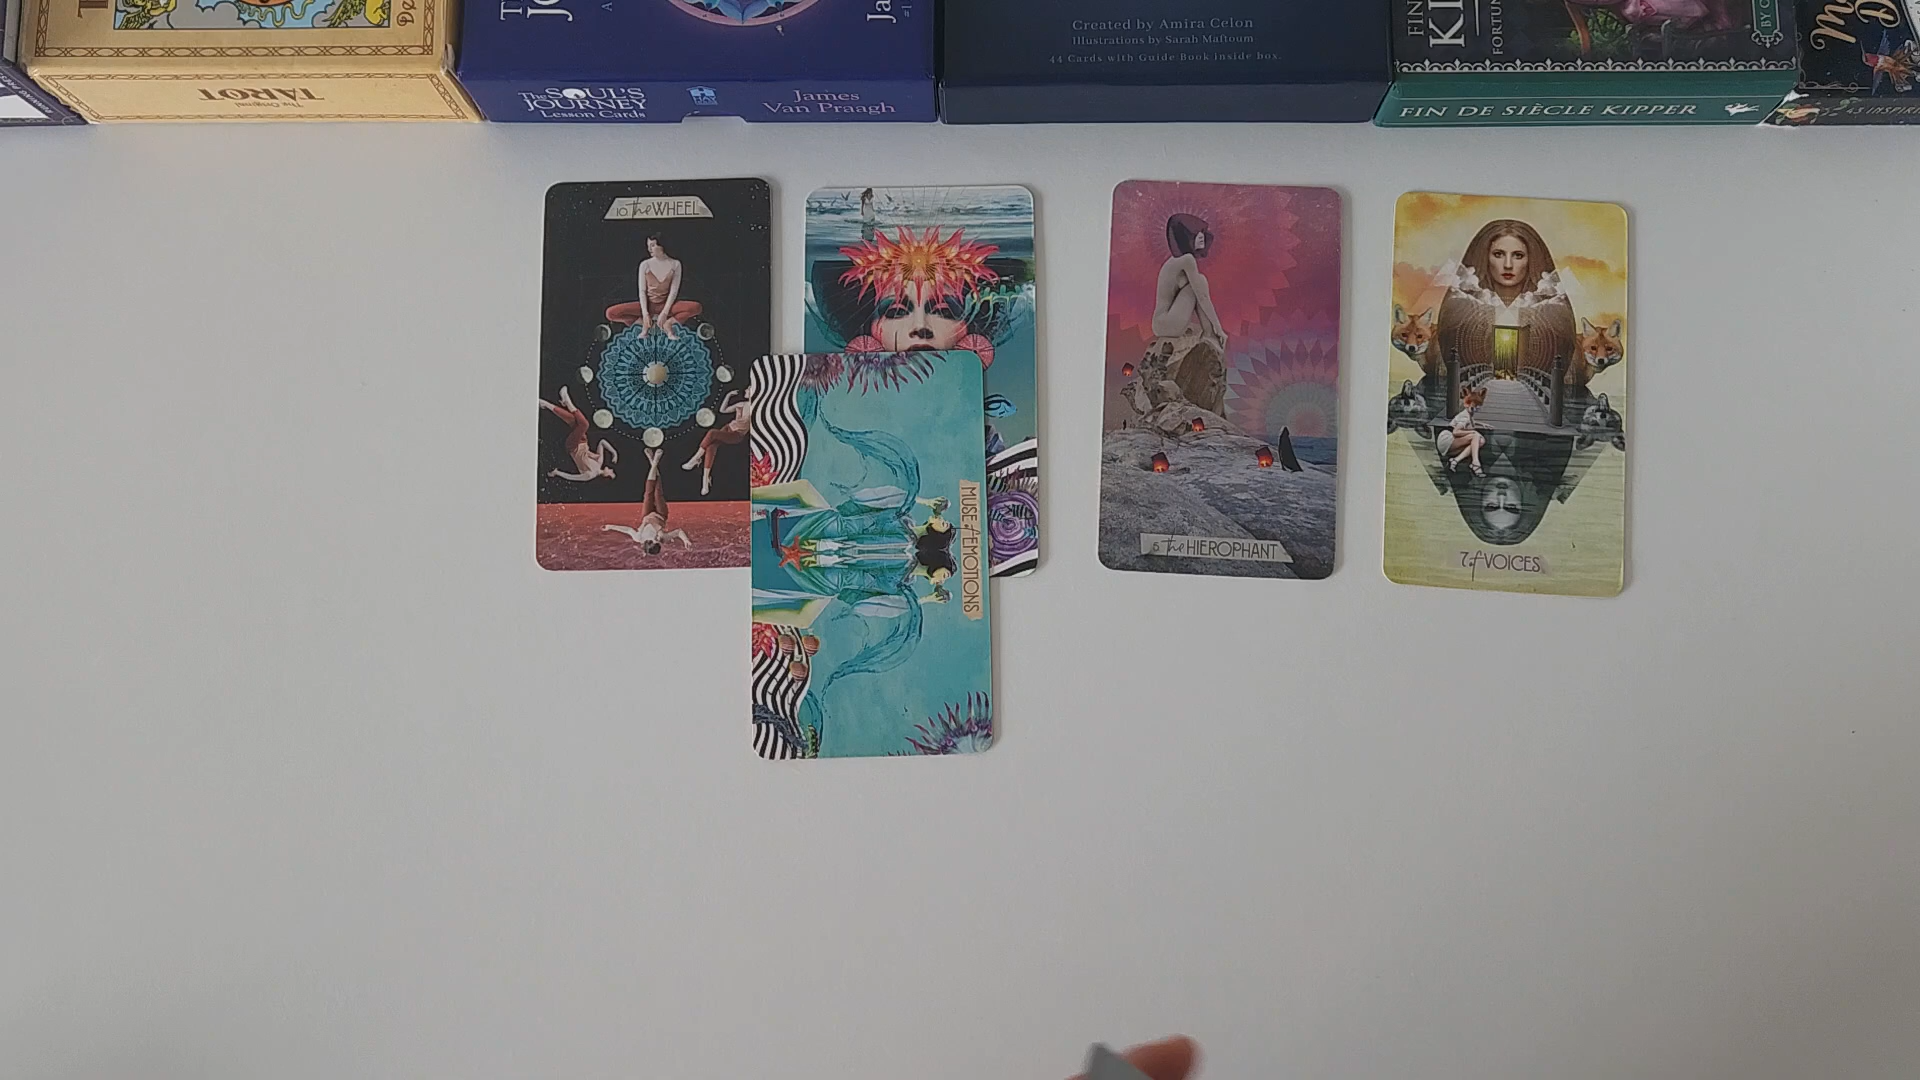 The Original
TAROT
The SOUL'S
JOURNEY
Lesson Cards
HAY
James
Van Praagh
Created by Amira Celon
Illustrations by Sarah Maftoum
44 Cards with Guide Book inside box.
FIN DE SIÈCLE KIPPER
10 the WHEEL
MUSE of EMOTIONS
5 the HIEROPHANT
7 of VOICES